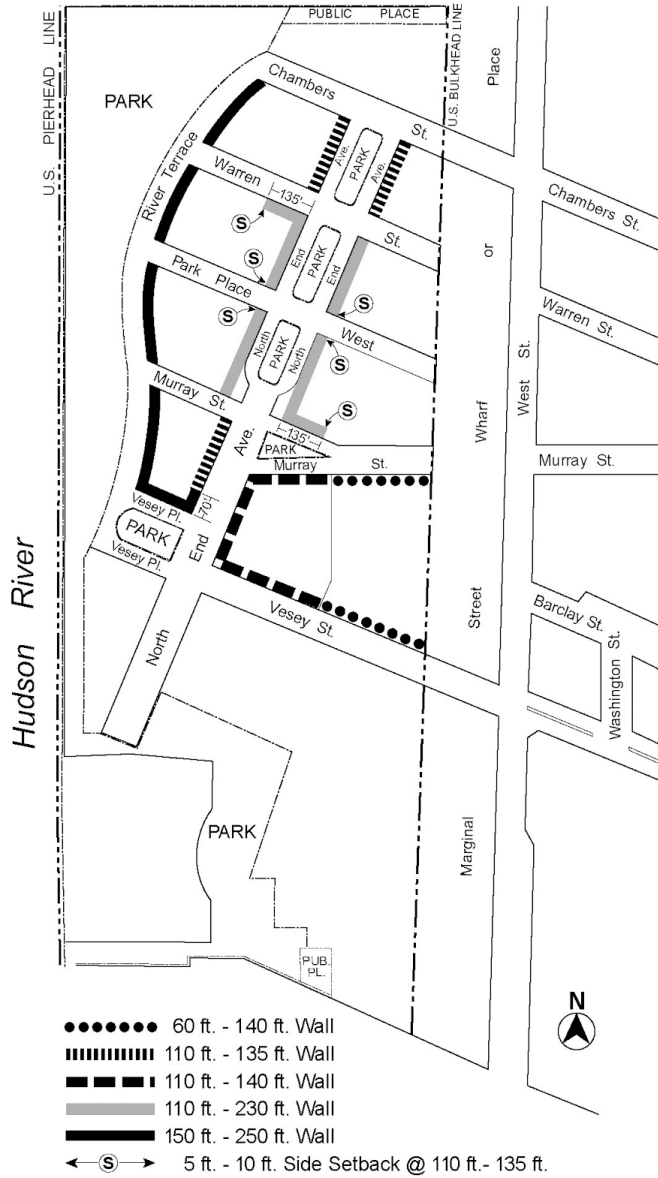 U.S. PIERHEAD LINE
PUBLIC PLACE
U.S. BULKHEAD LINE
PARK
Chambers St.
Place
or
Wharf
Street
Marginal
River Terrace
Warren St.
135'
Ave.
PARK
Ave.
Chambers St.
S
S
End
PARK
End
S
Park Place West
Warren St.
West St.
S
North
PARK
North
S
S
Murray St.
135'
PARK
Murray St.
Murray St.
70'
Ave.
End
North
Vesey Pl.
PARK
Vesey Pl.
Vesey St.
Barclay St.
Washington St.
Hudson River
PARK
PUB.
PL.
N
60 ft. - 140 ft. Wall
110 ft. - 135 ft. Wall
110 ft. - 140 ft. Wall
110 ft. - 230 ft. Wall
150 ft. - 250 ft. Wall
S 5 ft. - 10 ft. Side Setback @ 110 ft.- 135 ft.